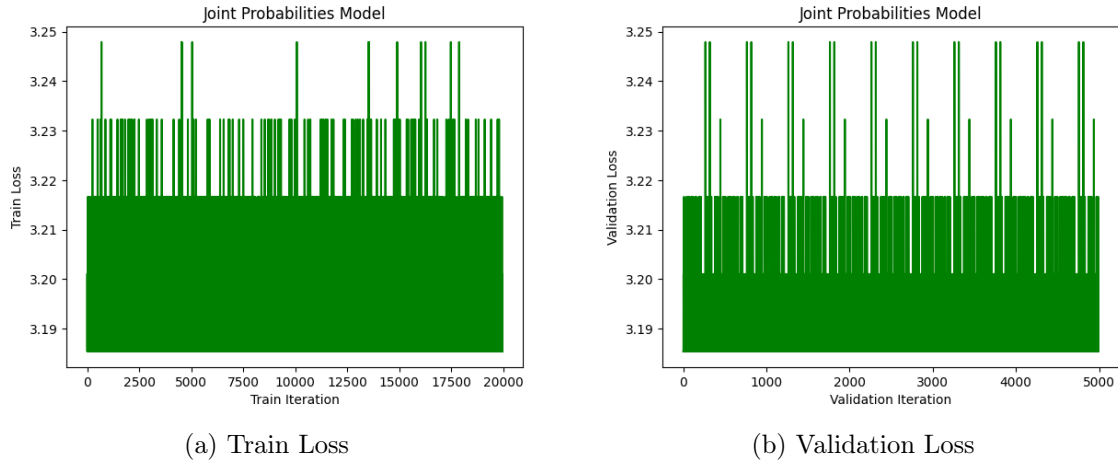 Joint Probabilities Model
3.25
3.24
3.23
3.22
3.21
3.20
3.19
Train Loss
0 2500 5000 7500 10000 12500 15000 17500 20000
Train Iteration
(a) Train Loss
Joint Probabilities Model
3.25
3.24
3.23
3.22
3.21
3.20
3.19
Validation Loss
0 1000 2000 3000 4000 5000
Validation Iteration
(b) Validation Loss